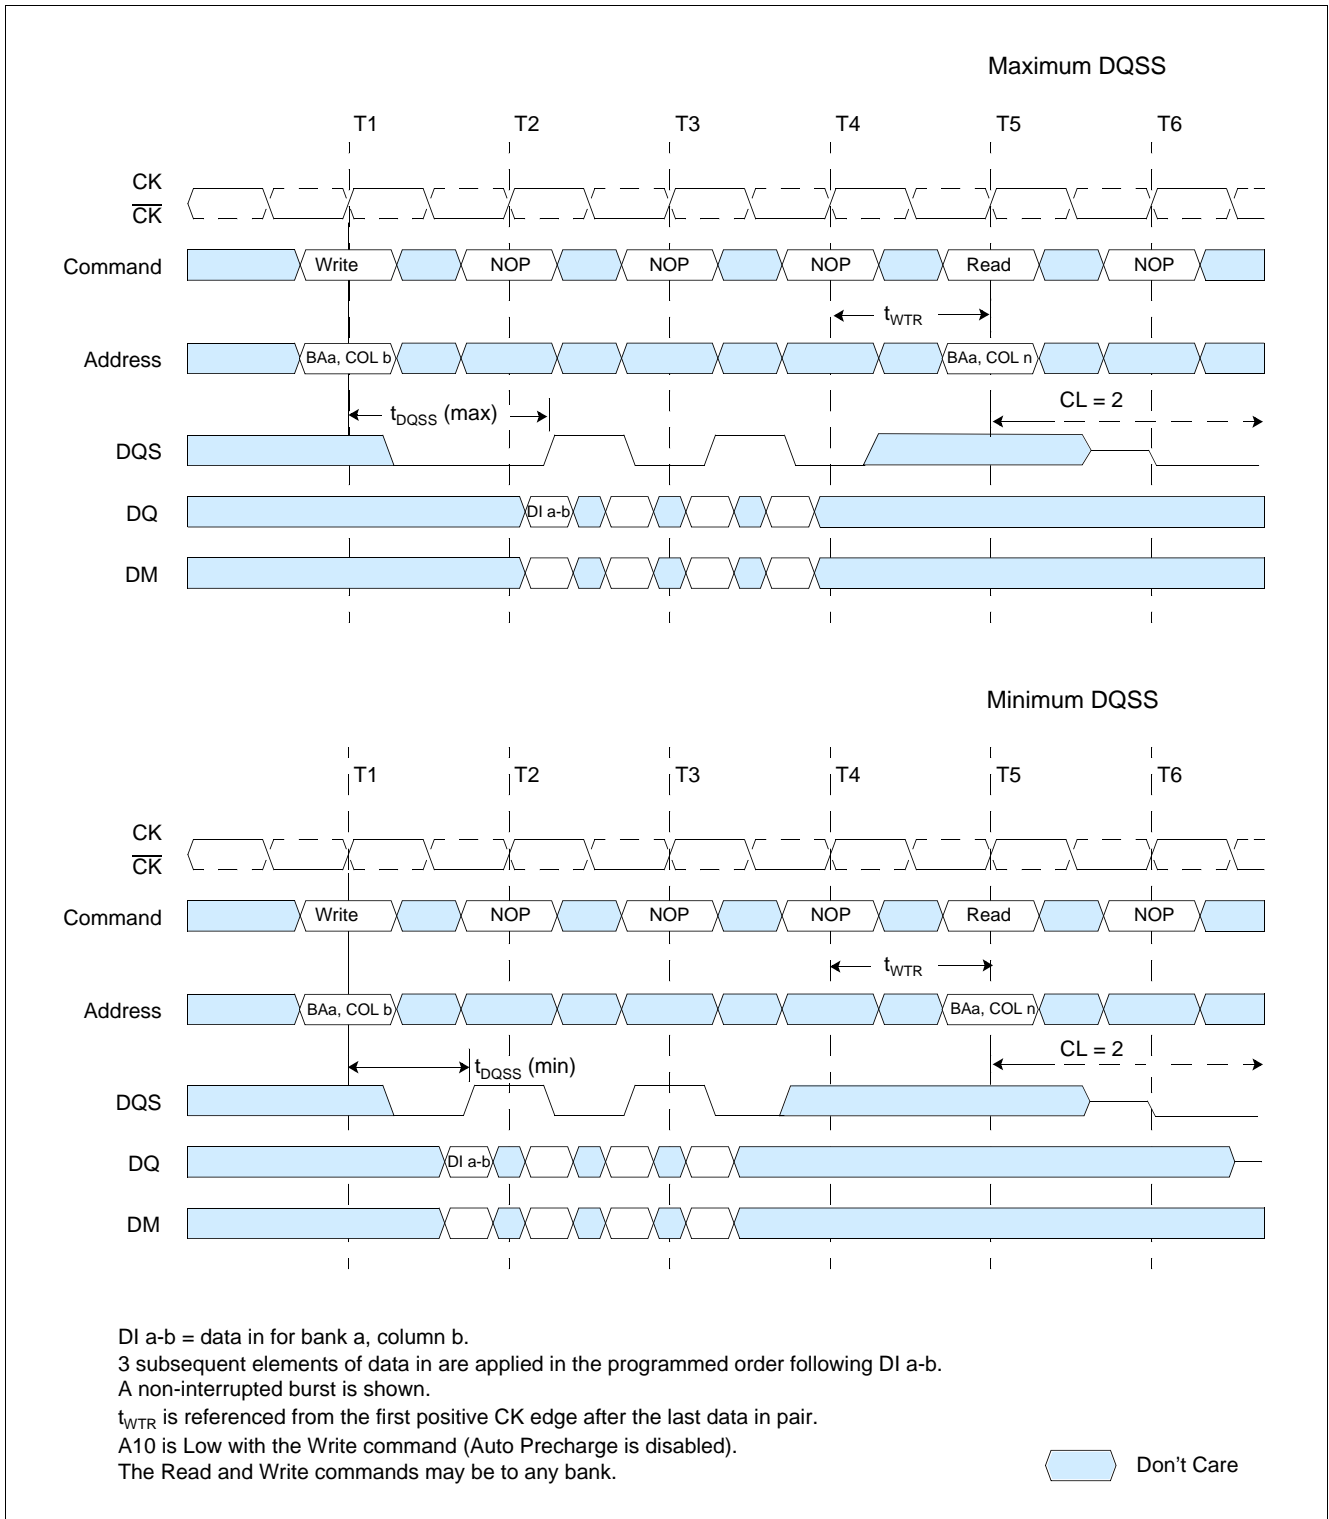 Maximum DQSS
T1 T2 T3 T4 T5 T6
CK
CK
Command Write NOP NOP NOP Read NOP
tWTR
Address BAa, COL b BAa, COL n
tDQSS (max) CL = 2
DQS
DQ DI a-b
DM
Minimum DQSS
T1 T2 T3 T4 T5 T6
CK
CK
Command Write NOP NOP NOP Read NOP
tWTR
Address BAa, COL b BAa, COL n
tDQSS (min) CL = 2
DQS
DQ DI a-b
DM
DI a-b = data in for bank a, column b.
3 subsequent elements of data in are applied in the programmed order following DI a-b.
A non-interrupted burst is shown.
tWTR is referenced from the first positive CK edge after the last data in pair.
A10 is Low with the Write command (Auto Precharge is disabled).
The Read and Write commands may be to any bank.
Don't Care